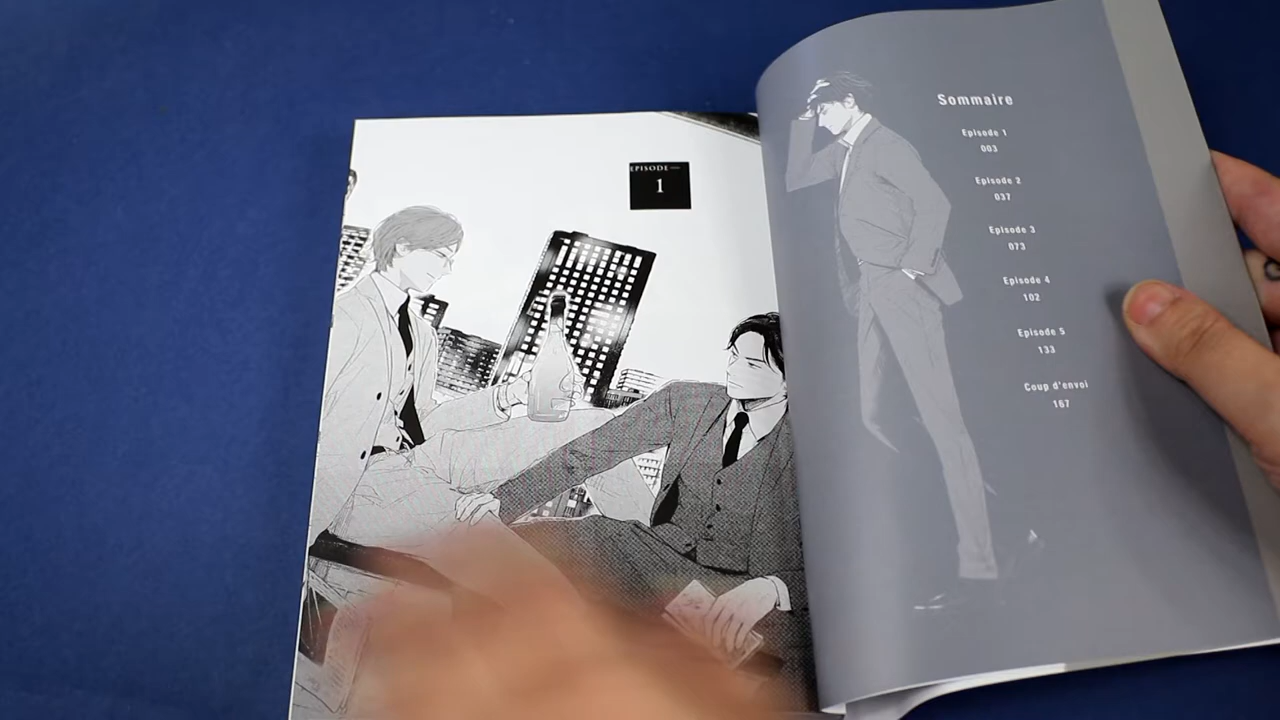 EPISODE
1
Sommaire
Episode 1
003
Episode 2
037
Episode 3
073
Episode 4
102
Episode 5
133
Coup d'envoi
167